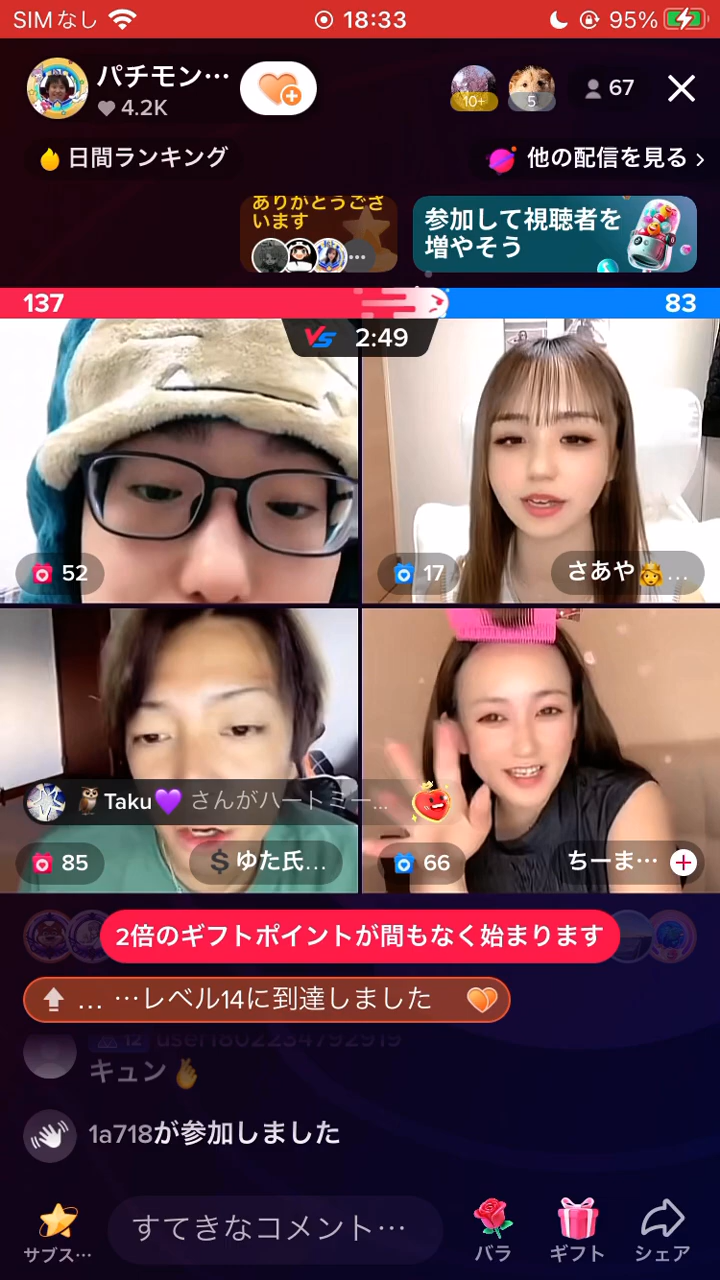 SIMなし
18:33
95%
パチモン…
4.2K
10+
5
67
日間ランキング
他の配信を見る
ありがとうござ
います
参加して視聴者を
増やそう
137
83
VS 2:49
52
17
さあや…
Taku💜 さんがハートミー…
85
ゆた氏…
66
ちーま…
2倍のギフトポイントが間もなく始まります
… …レベル14に到達しました
12 user1802234792919
キュン🫰
1a718が参加しました
すてきなコメント…
サブス…
バラ
ギフト
シェア